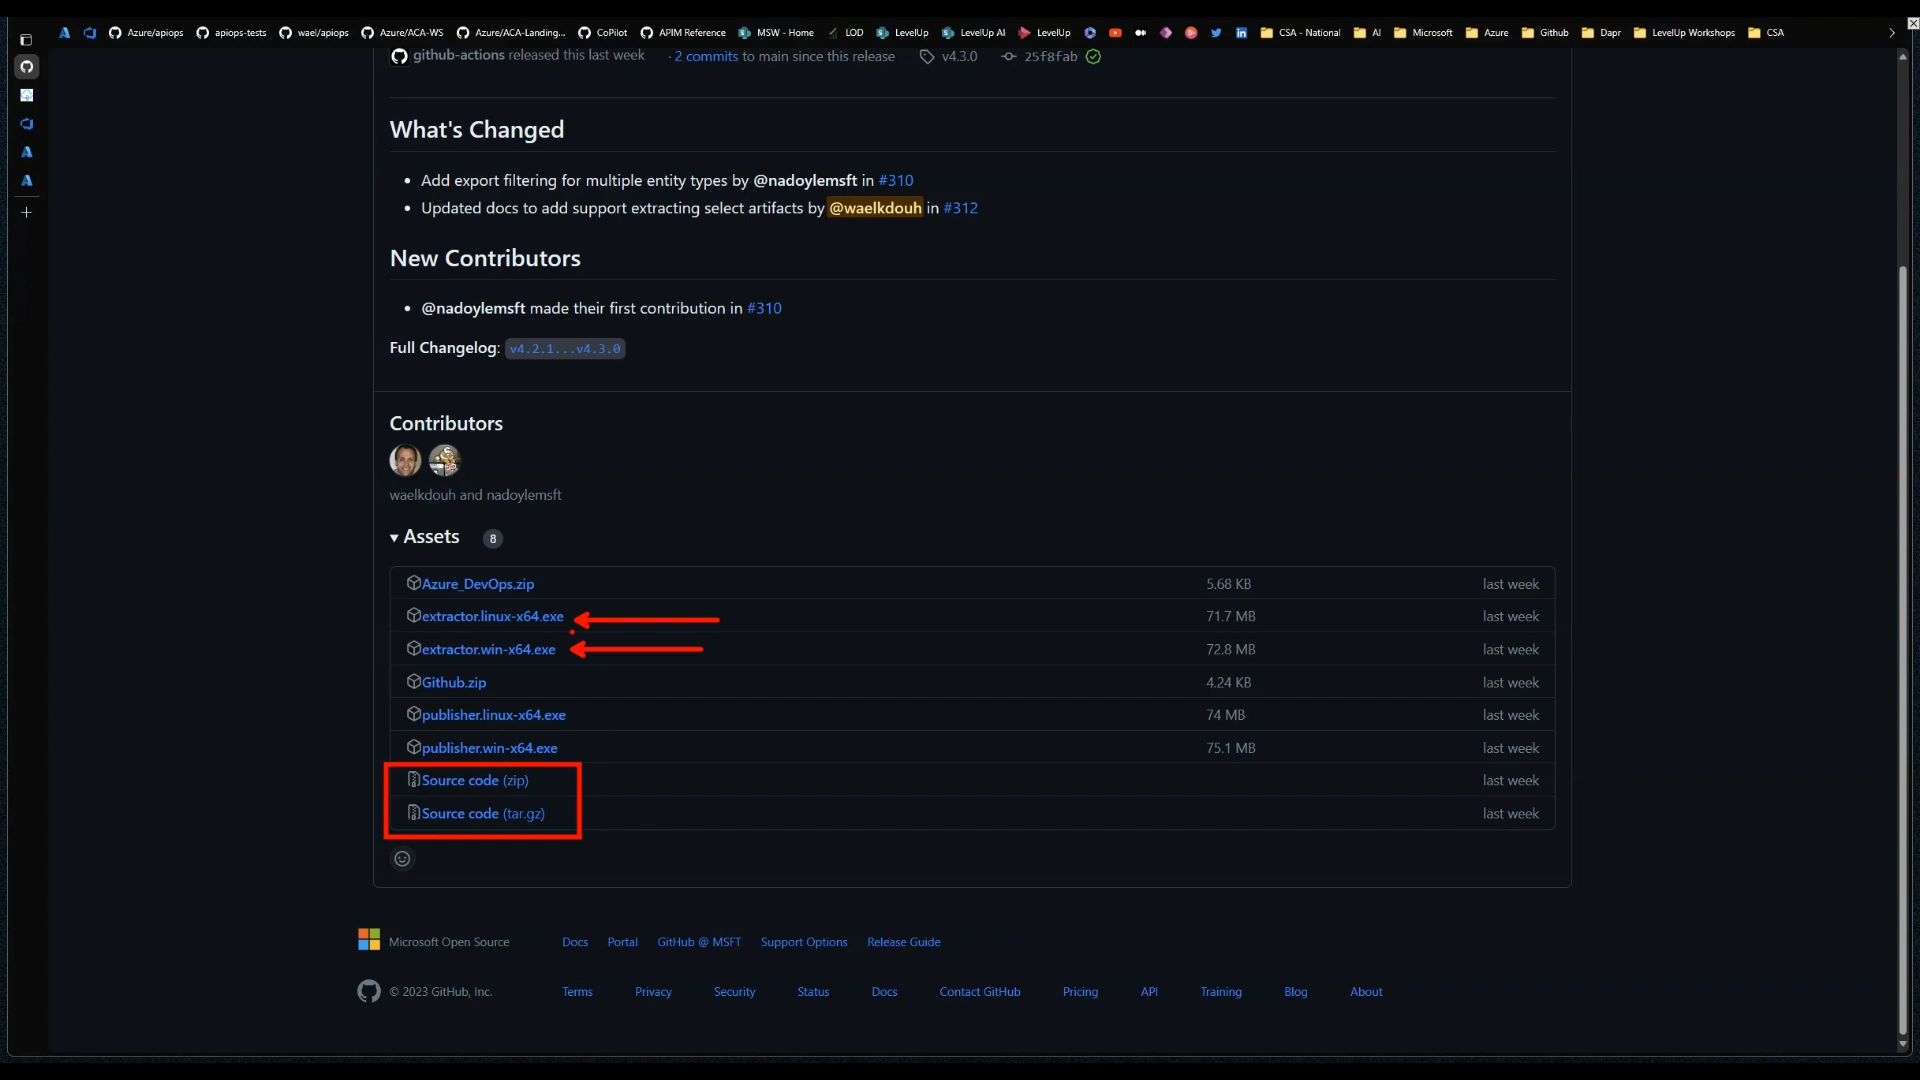 Azure/apiops apiops-tests wael/apiops Azure/ACA-WS Azure/ACA-Landing... CoPilot APIM Reference MSW - Home LOD LevelUp LevelUp AI LevelUp CSA - National AI Microsoft Azure Github Dapr LevelUp Workshops CSA
github-actions released this last week · 2 commits to main since this release v4.3.0 25f8fab
What's Changed
Add export filtering for multiple entity types by @nadoylemsft in #310
Updated docs to add support extracting select artifacts by @waelkdouh in #312
New Contributors
@nadoylemsft made their first contribution in #310
Full Changelog: v4.2.1...v4.3.0
Contributors
waelkdouh and nadoylemsft
Assets 8
Azure_DevOps.zip 5.68 KB last week
extractor.linux-x64.exe 71.7 MB last week
extractor.win-x64.exe 72.8 MB last week
Github.zip 4.24 KB last week
publisher.linux-x64.exe 74 MB last week
publisher.win-x64.exe 75.1 MB last week
Source code (zip) last week
Source code (tar.gz) last week
Microsoft Open Source Docs Portal GitHub @ MSFT Support Options Release Guide
© 2023 GitHub, Inc. Terms Privacy Security Status Docs Contact GitHub Pricing API Training Blog About